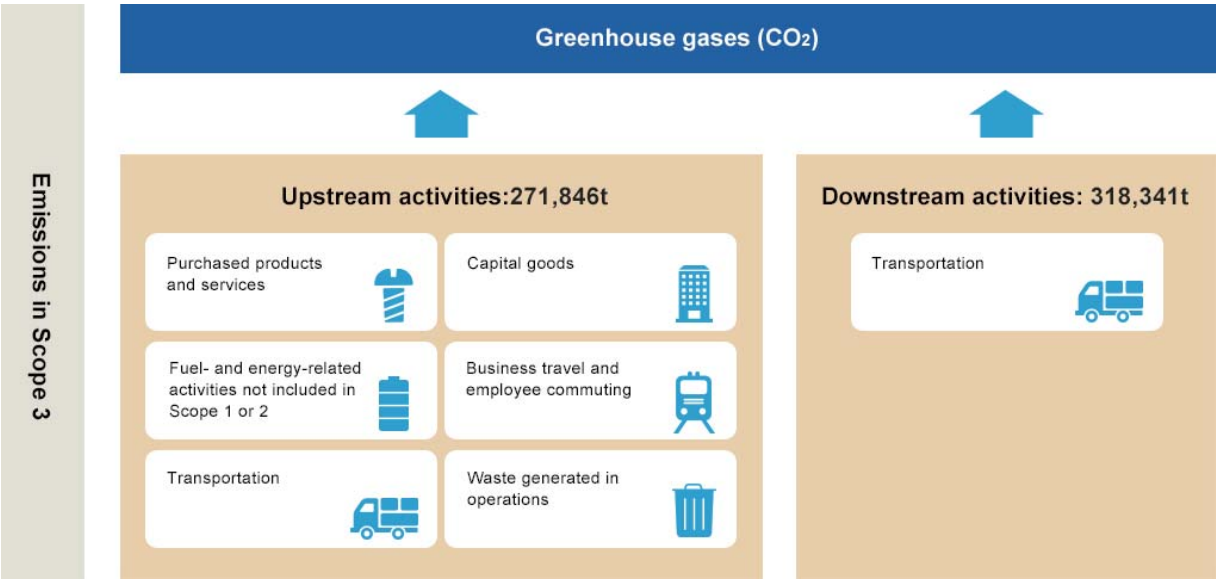 Greenhouse gases (CO₂)
Emissions in Scope 3
Upstream activities:271,846t
Purchased products
and services
Capital goods
Fuel- and energy-related
activities not included in
Scope 1 or 2
Business travel and
employee commuting
Transportation
Waste generated in
operations
Downstream activities: 318,341t
Transportation